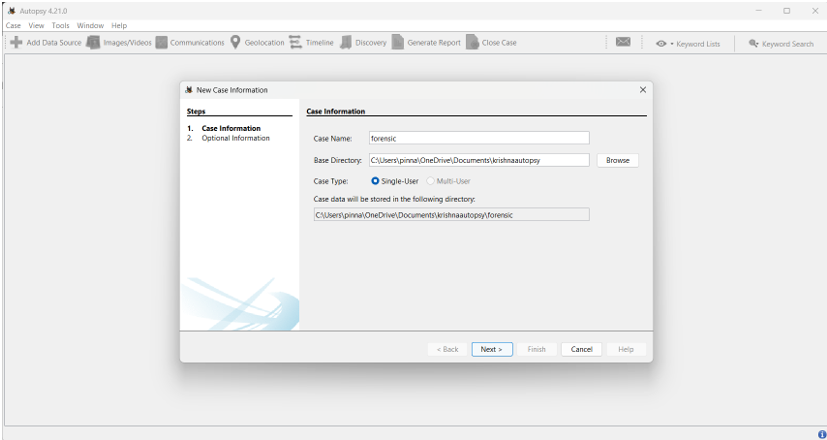 Autopsy 4.21.0
Case View Tools Window Help
Add Data Source Images/Videos Communications Geolocation Timeline Discovery Generate Report Close Case Keyword Lists Keyword Search
New Case Information
Steps
1. Case Information
2. Optional Information
Case Information
Case Name: forensic
Base Directory: C:\Users\pinna\OneDrive\Documents\krishnaautopsy Browse
Case Type: Single-User Multi-User
Case data will be stored in the following directory:
C:\Users\pinna\OneDrive\Documents\krishnaautopsy\forensic
< Back Next > Finish Cancel Help